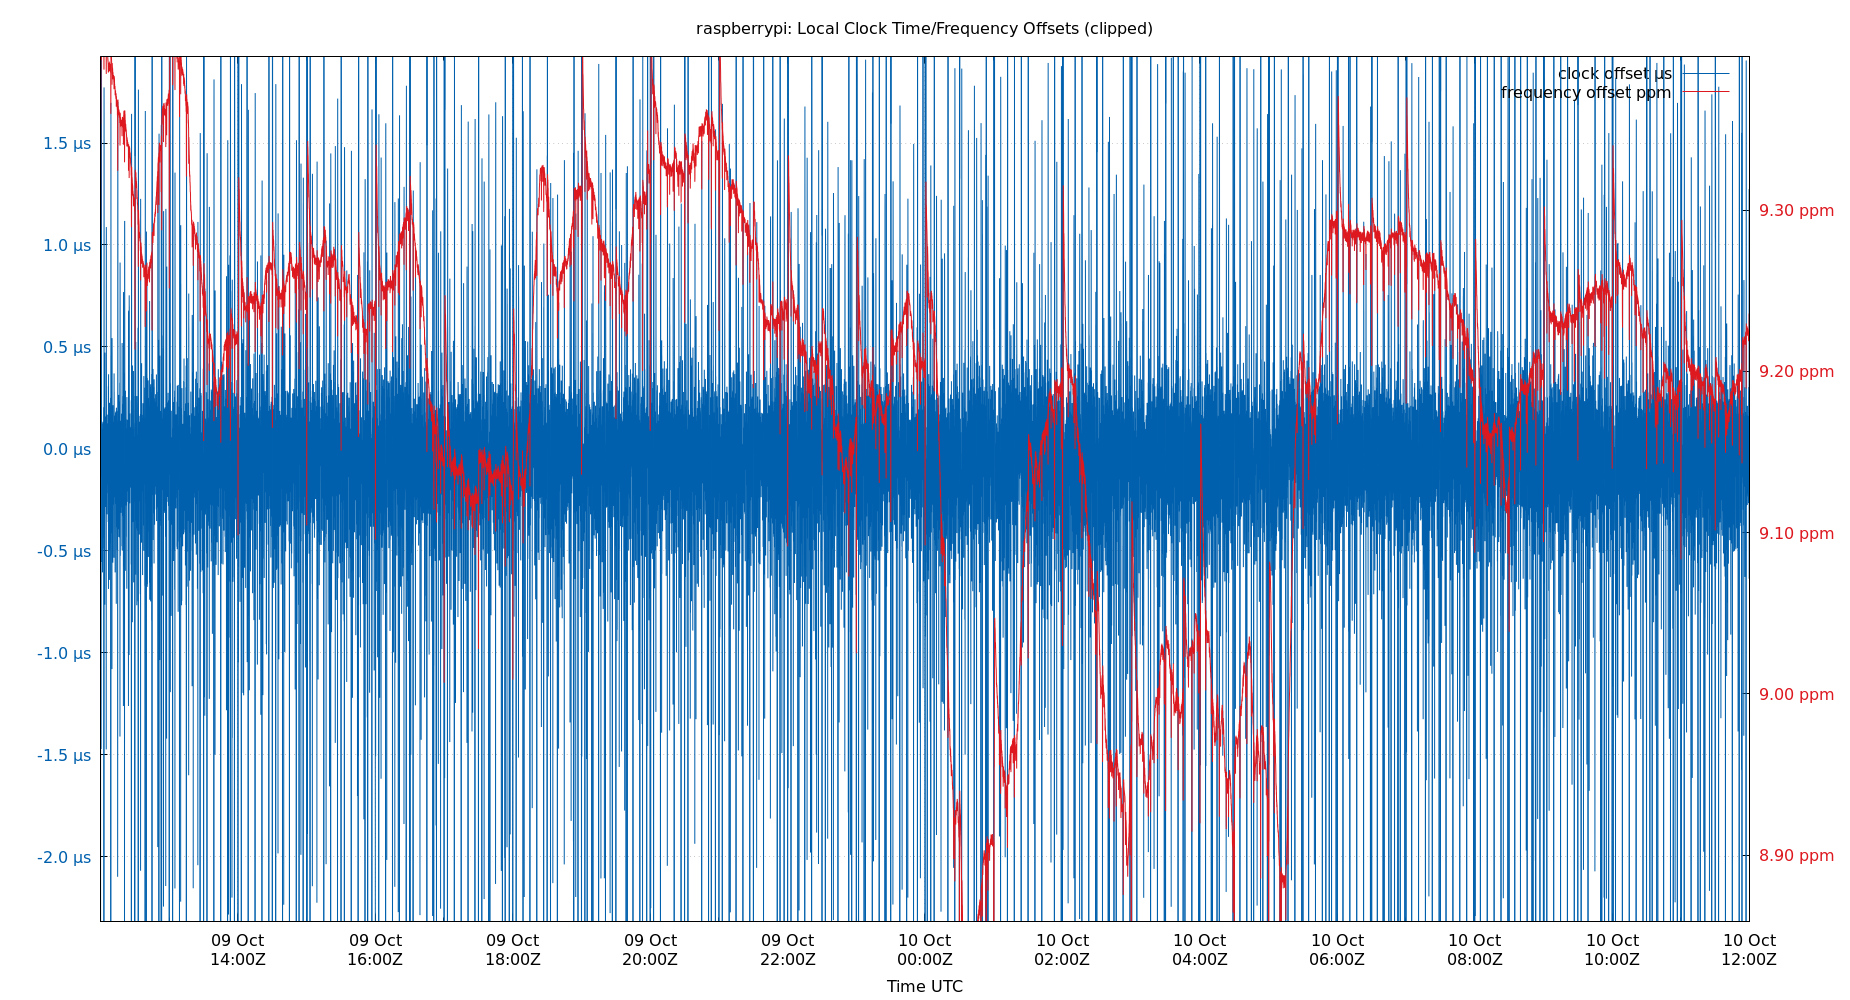 raspberrypi: Local Clock Time/Frequency Offsets (clipped)
clock offset µs
frequency offset ppm
1.5 µs
1.0 µs
0.5 µs
0.0 µs
-0.5 µs
-1.0 µs
-1.5 µs
-2.0 µs
9.30 ppm
9.20 ppm
9.10 ppm
9.00 ppm
8.90 ppm
09 Oct 09 Oct 09 Oct 09 Oct 09 Oct 10 Oct 10 Oct 10 Oct 10 Oct 10 Oct 10 Oct 10 Oct
14:00Z 16:00Z 18:00Z 20:00Z 22:00Z 00:00Z 02:00Z 04:00Z 06:00Z 08:00Z 10:00Z 12:00Z
Time UTC